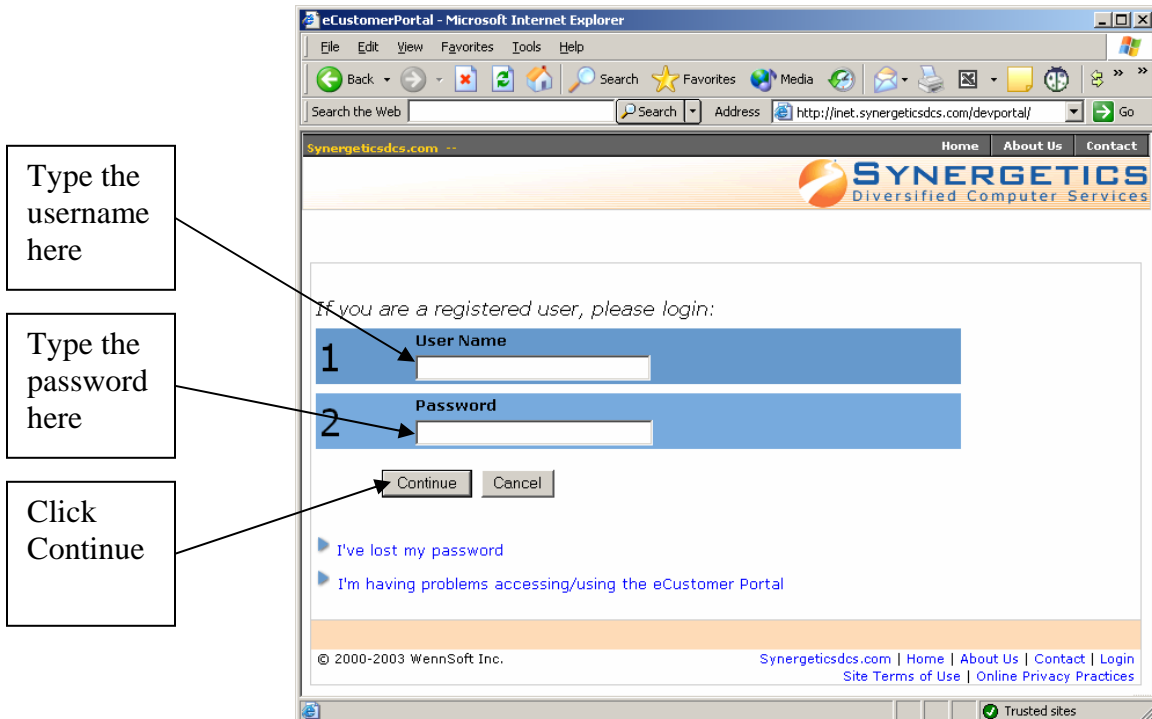 eCustomerPortal - Microsoft Internet Explorer
File Edit View Favorites Tools Help
Back Search Favorites Media
Search the Web Search Address http://inet.synergeticsdcs.com/devportal/ Go
Synergeticsdcs.com -- Home About Us Contact
SYNERGETICS
Diversified Computer Services
Type the
username
here
If you are a registered user, please login:
1 User Name
Type the
password
here
2 Password
Continue Cancel
Click
Continue
I've lost my password
I'm having problems accessing/using the eCustomer Portal
© 2000-2003 WennSoft Inc. Synergeticsdcs.com | Home | About Us | Contact | Login
Site Terms of Use | Online Privacy Practices
Trusted sites